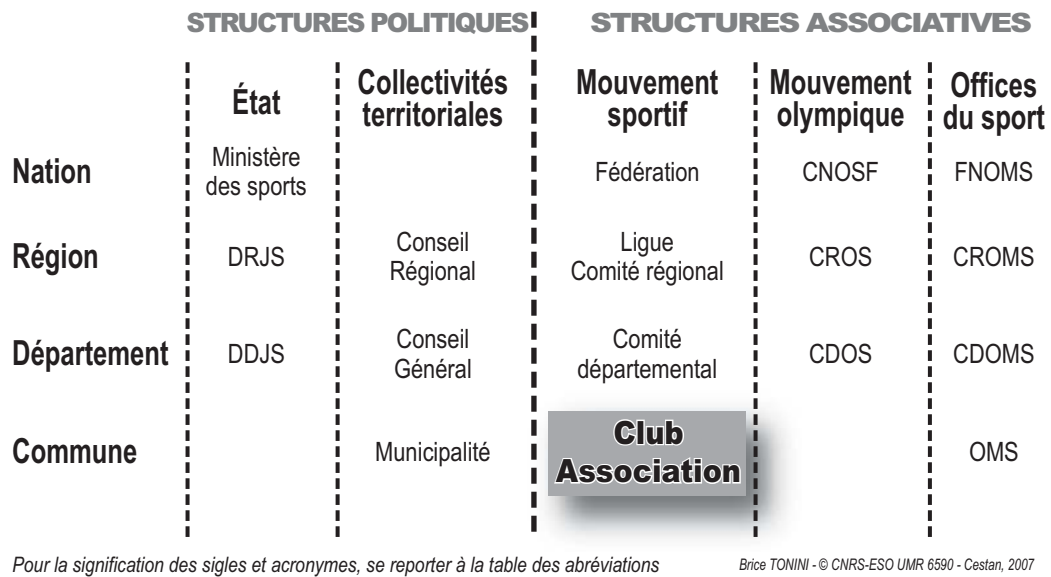 STRUCTURES POLITIQUES STRUCTURES ASSOCIATIVES
État Collectivités territoriales Mouvement sportif Mouvement olympique Offices du sport
Nation Ministère des sports Fédération CNOSF FNOMS
Région DRJS Conseil Régional Ligue Comité régional CROS CROMS
Département DDJS Conseil Général Comité départemental CDOS CDOMS
Commune Municipalité Club Association OMS
Pour la signification des sigles et acronymes, se reporter à la table des abréviations
Brice TONINI - © CNRS-ESO UMR 6590 - Cestan, 2007